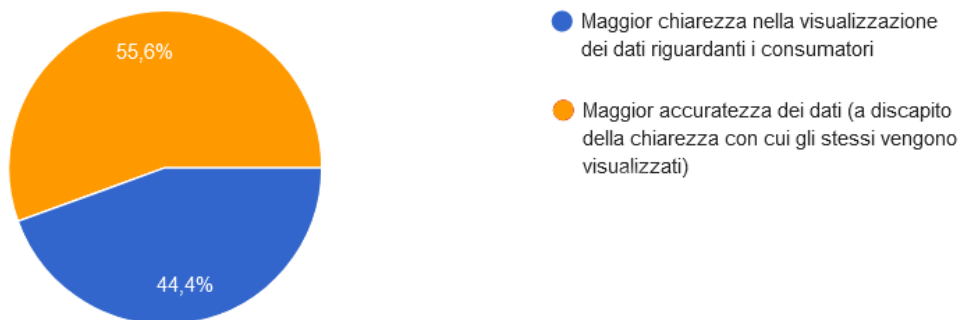 55,6%
44,4%
Maggior chiarezza nella visualizzazione
dei dati riguardanti i consumatori
Maggior accuratezza dei dati (a discapito
della chiarezza con cui gli stessi vengono
visualizzati)